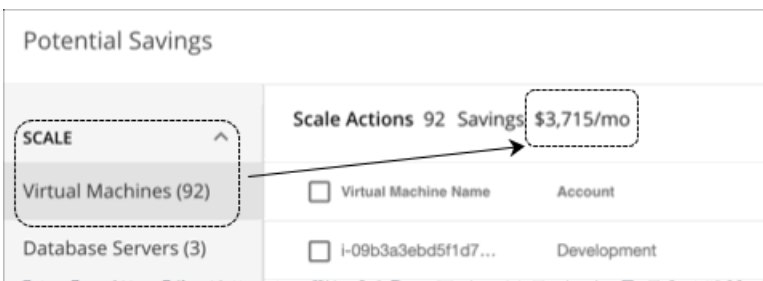 Potential Savings
SCALE
Virtual Machines (92)
Database Servers (3)
Scale Actions 92 Savings $3,715/mo
Virtual Machine Name Account
i-09b3a3ebd5f1d7... Development